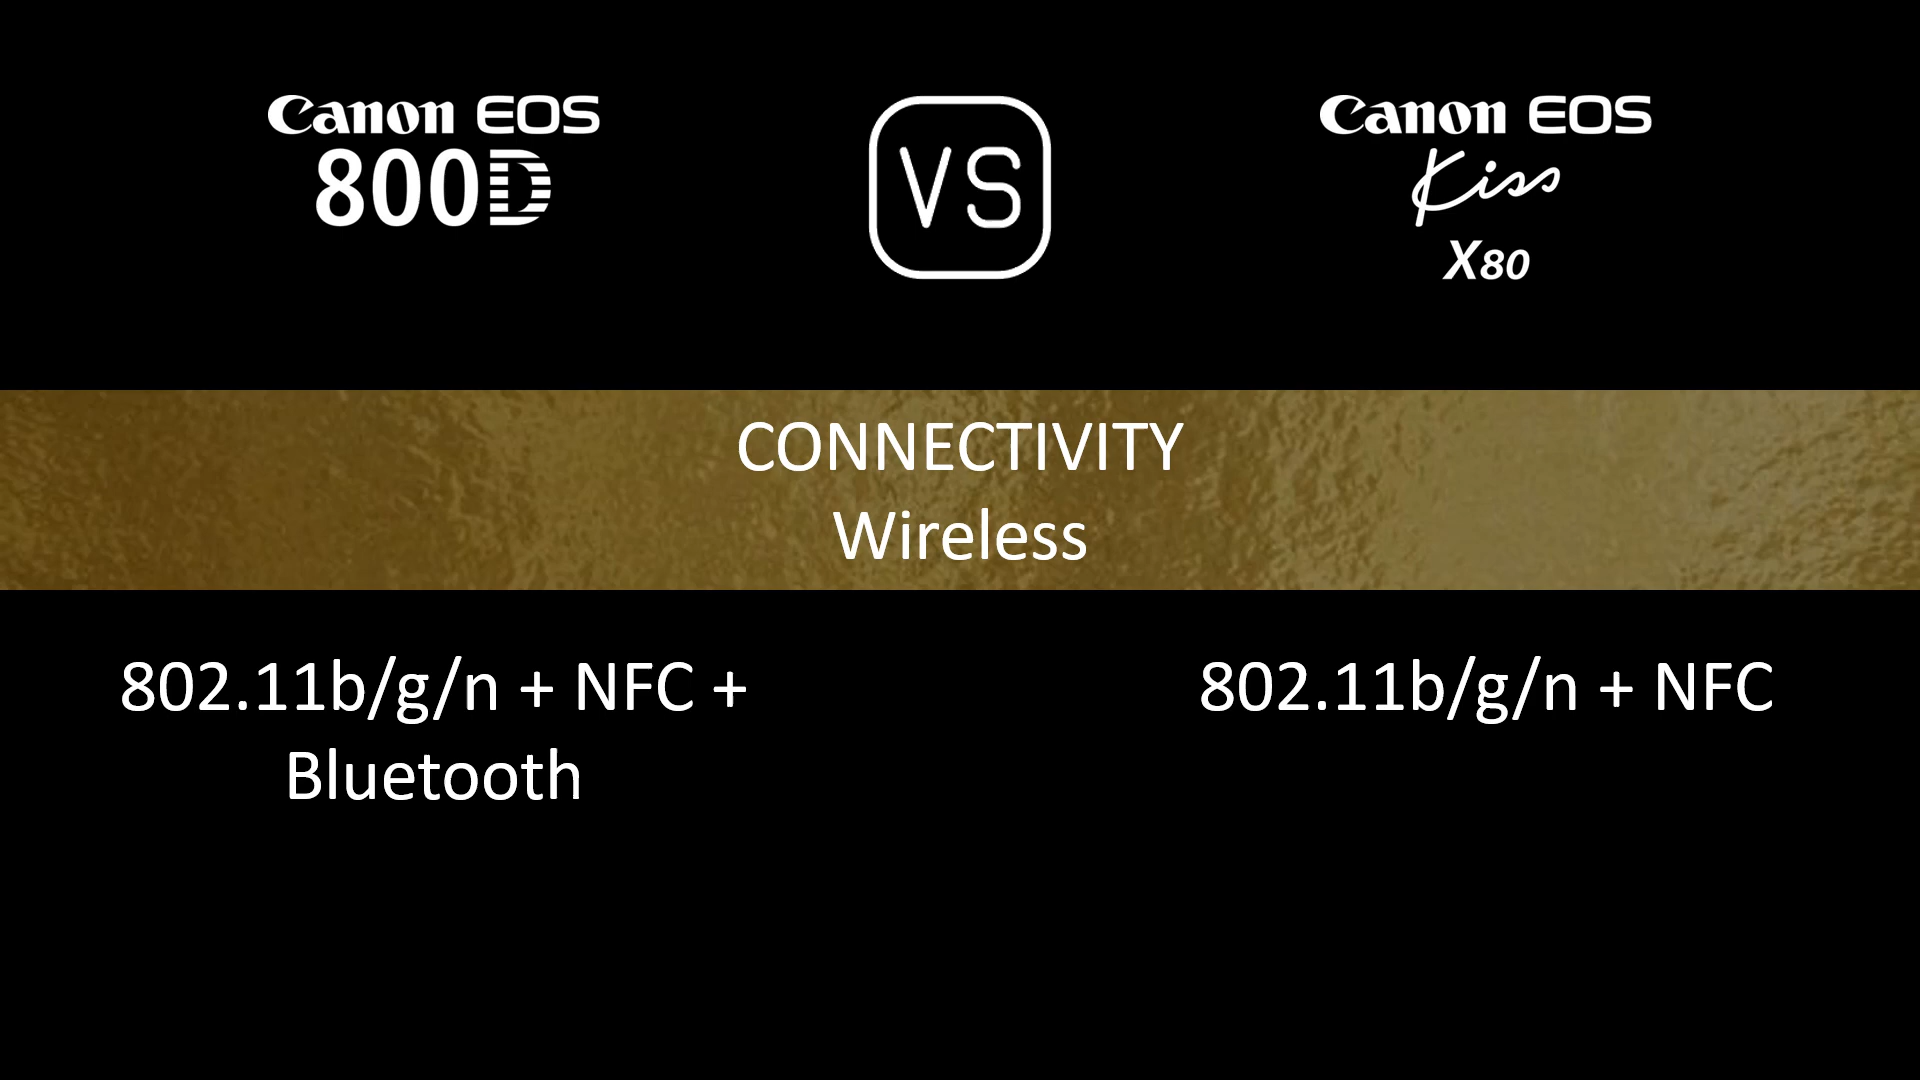 Canon EOS
800D
VS
Canon EOS
Kiss
X80
CONNECTIVITY
Wireless
802.11b/g/n + NFC +
Bluetooth
802.11b/g/n + NFC